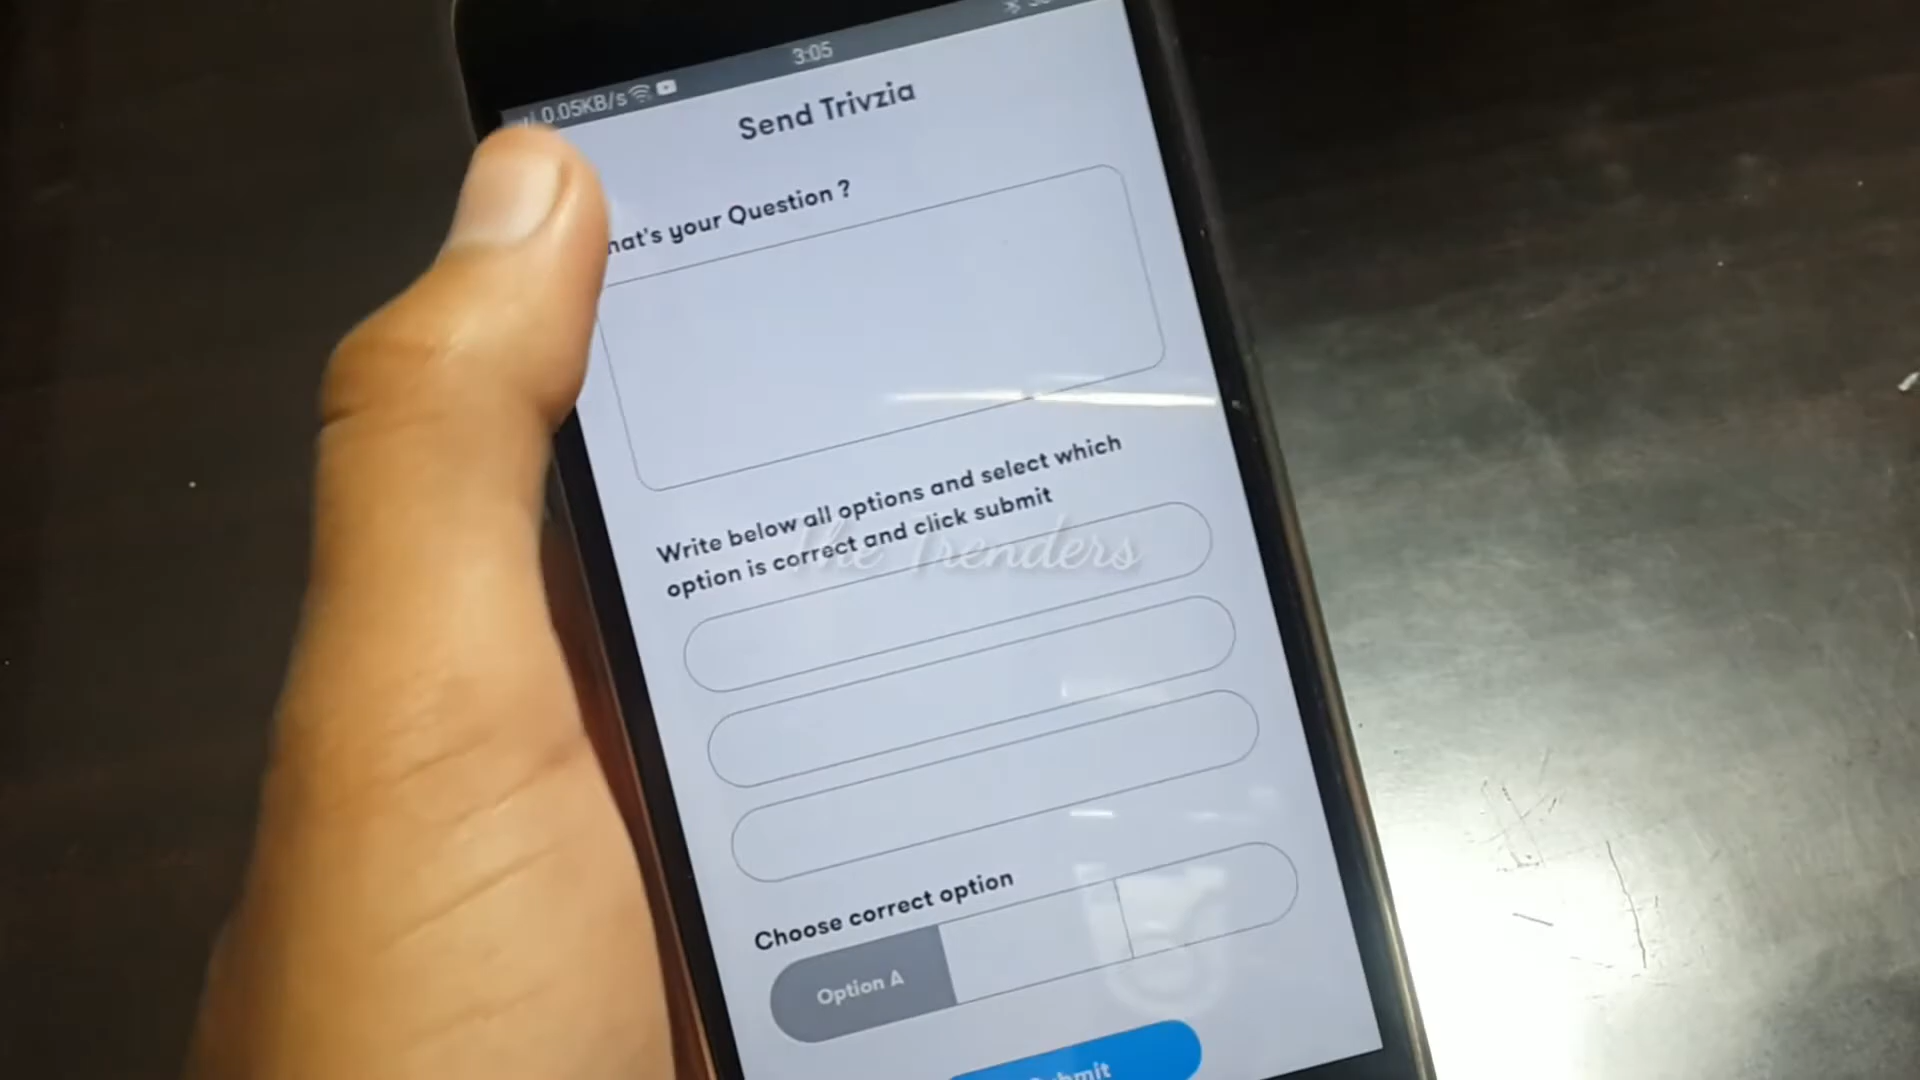 0.05KB/s
3:05
Send Trivzia
hat's your Question ?
Write below all options and select which
option is correct and click submit
The Trenders
Choose correct option
Option A
Submit